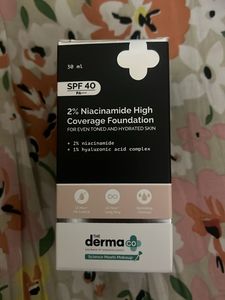 30 ml
SPF 40
2% Niacinamide High
Coverage Foundation
FOR EVEN TONED AND HYDRATED SKIN
+ 2% niacinamide
+ 1% hyaluronic acid complex
THE
derma co
Science Meets Makeup